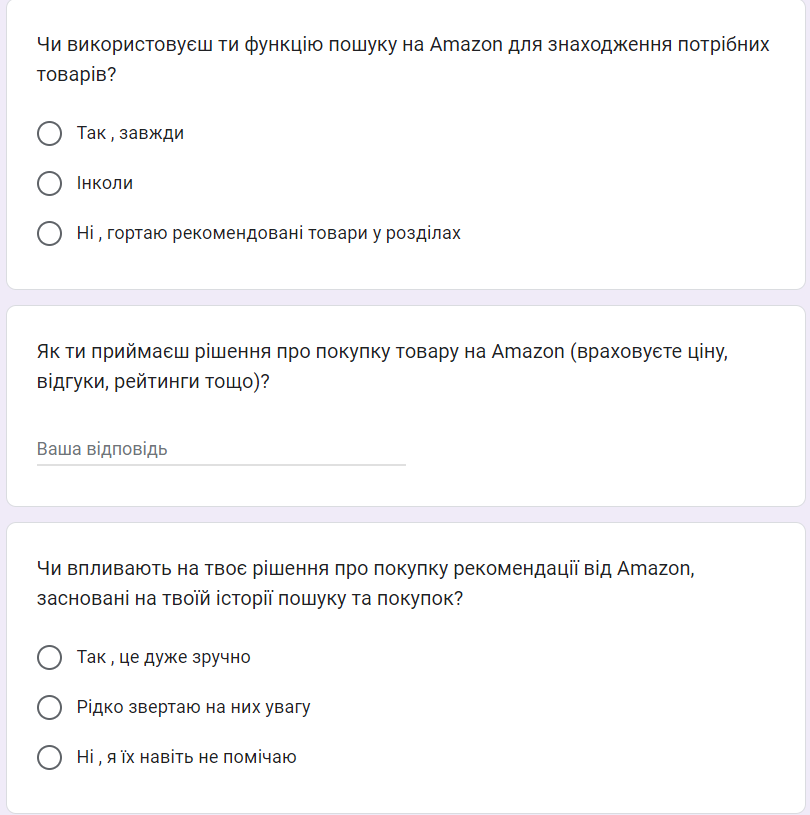 Чи використовуєш ти функцію пошуку на Amazon для знаходження потрібних
товарів?
Так , завжди
Інколи
Ні , гортаю рекомендовані товари у розділах
Як ти приймаєш рішення про покупку товару на Amazon (враховуєте ціну,
відгуки, рейтинги тощо)?
Ваша відповідь
Чи впливають на твоє рішення про покупку рекомендації від Amazon,
засновані на твоїй історії пошуку та покупок?
Так , це дуже зручно
Рідко звертаю на них увагу
Ні , я їх навіть не помічаю